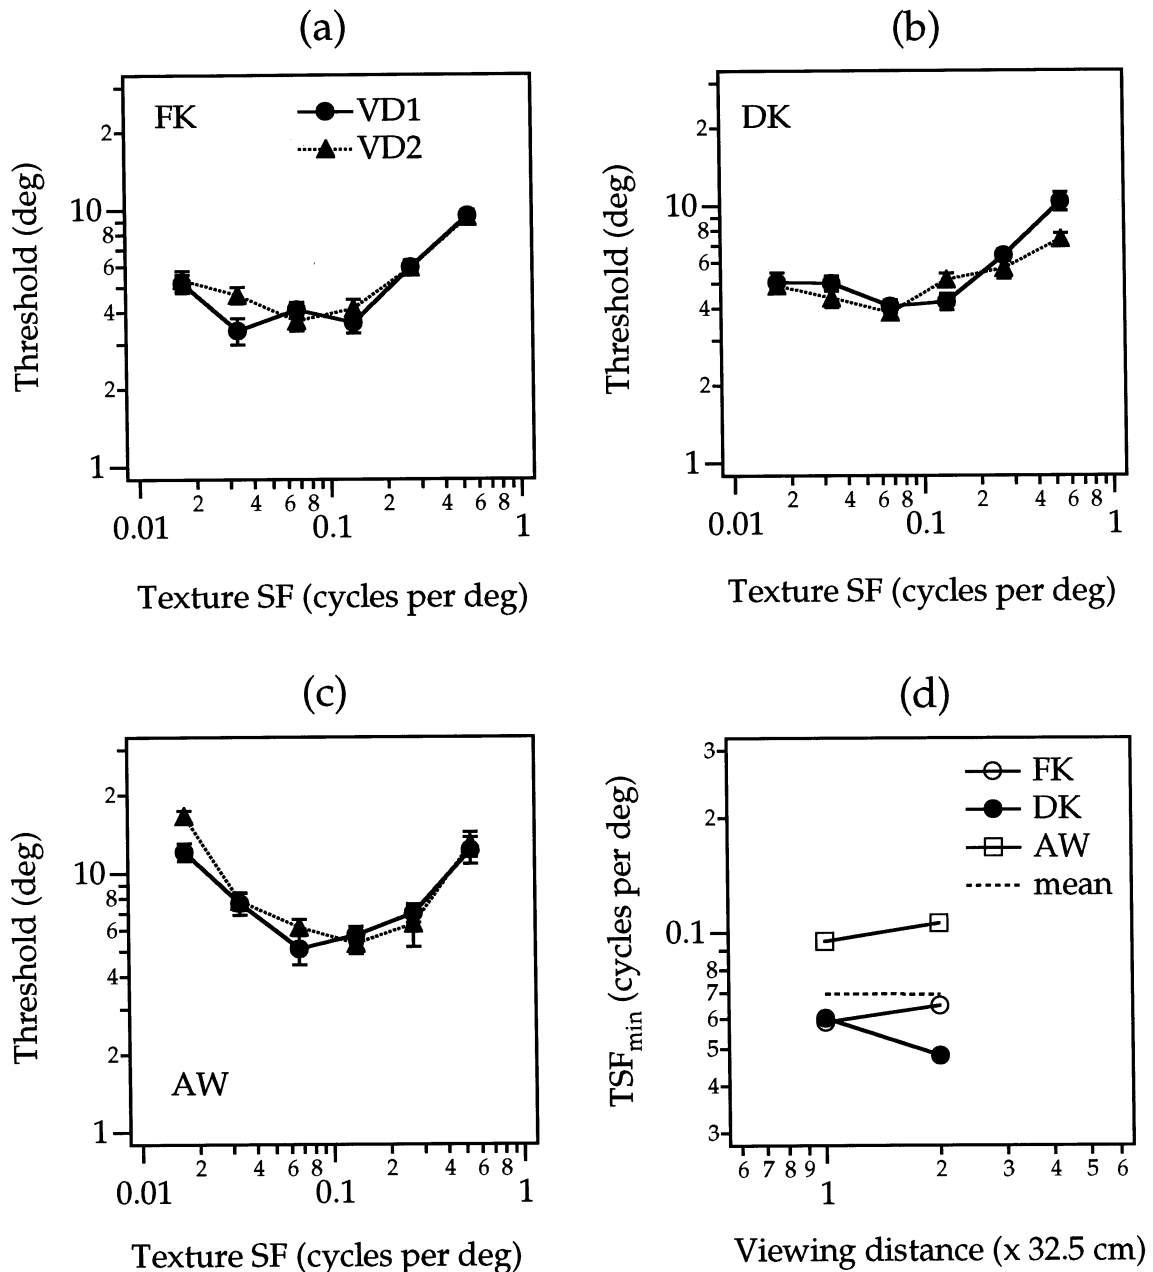 (a)
FK
VD1
VD2
2
10
8
6
4
2
1
2 4 6 8 2 4 6 8
0.01 0.1 1
Threshold (deg)
Texture SF (cycles per deg)
(b)
DK
2
10
8
6
4
2
1
2 4 6 8 2 4 6 8
0.01 0.1 1
Threshold (deg)
Texture SF (cycles per deg)
(c)
2
10
8
6
4
2
1
AW
2 4 6 8 2 4 6 8
0.01 0.1 1
Threshold (deg)
Texture SF (cycles per deg)
(d)
FK
DK
AW
mean
3
2
0.1
8
7
6
5
4
3
6 7 8 9 2 3 4 5 6
1
TSFmin (cycles per deg)
Viewing distance (x 32.5 cm)